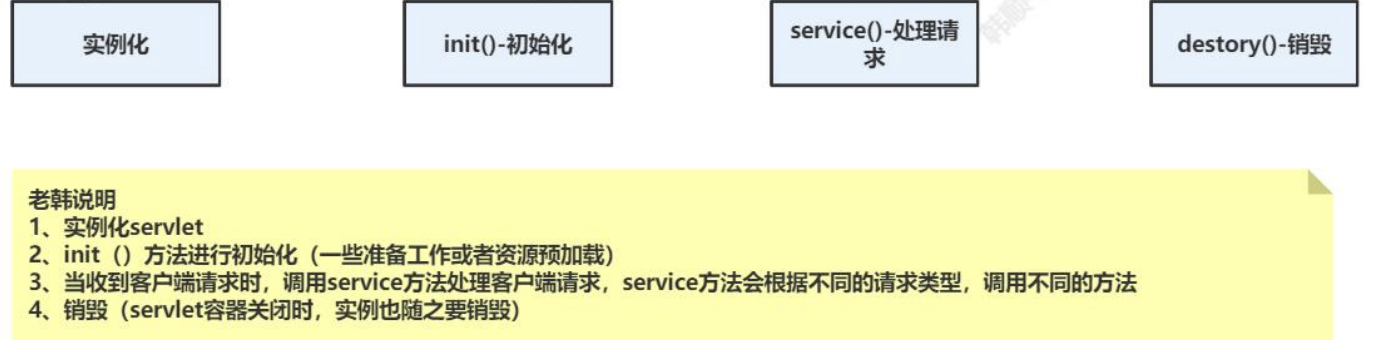 实例化
init()-初始化
service()-处理请
求
destory()-销毁
韩顺
老韩说明
1、实例化servlet
2、init（）方法进行初始化（一些准备工作或者资源预加载）
3、当收到客户端请求时，调用service方法处理客户端请求，service方法会根据不同的请求类型，调用不同的方法
4、销毁（servlet容器关闭时，实例也随之要销毁）